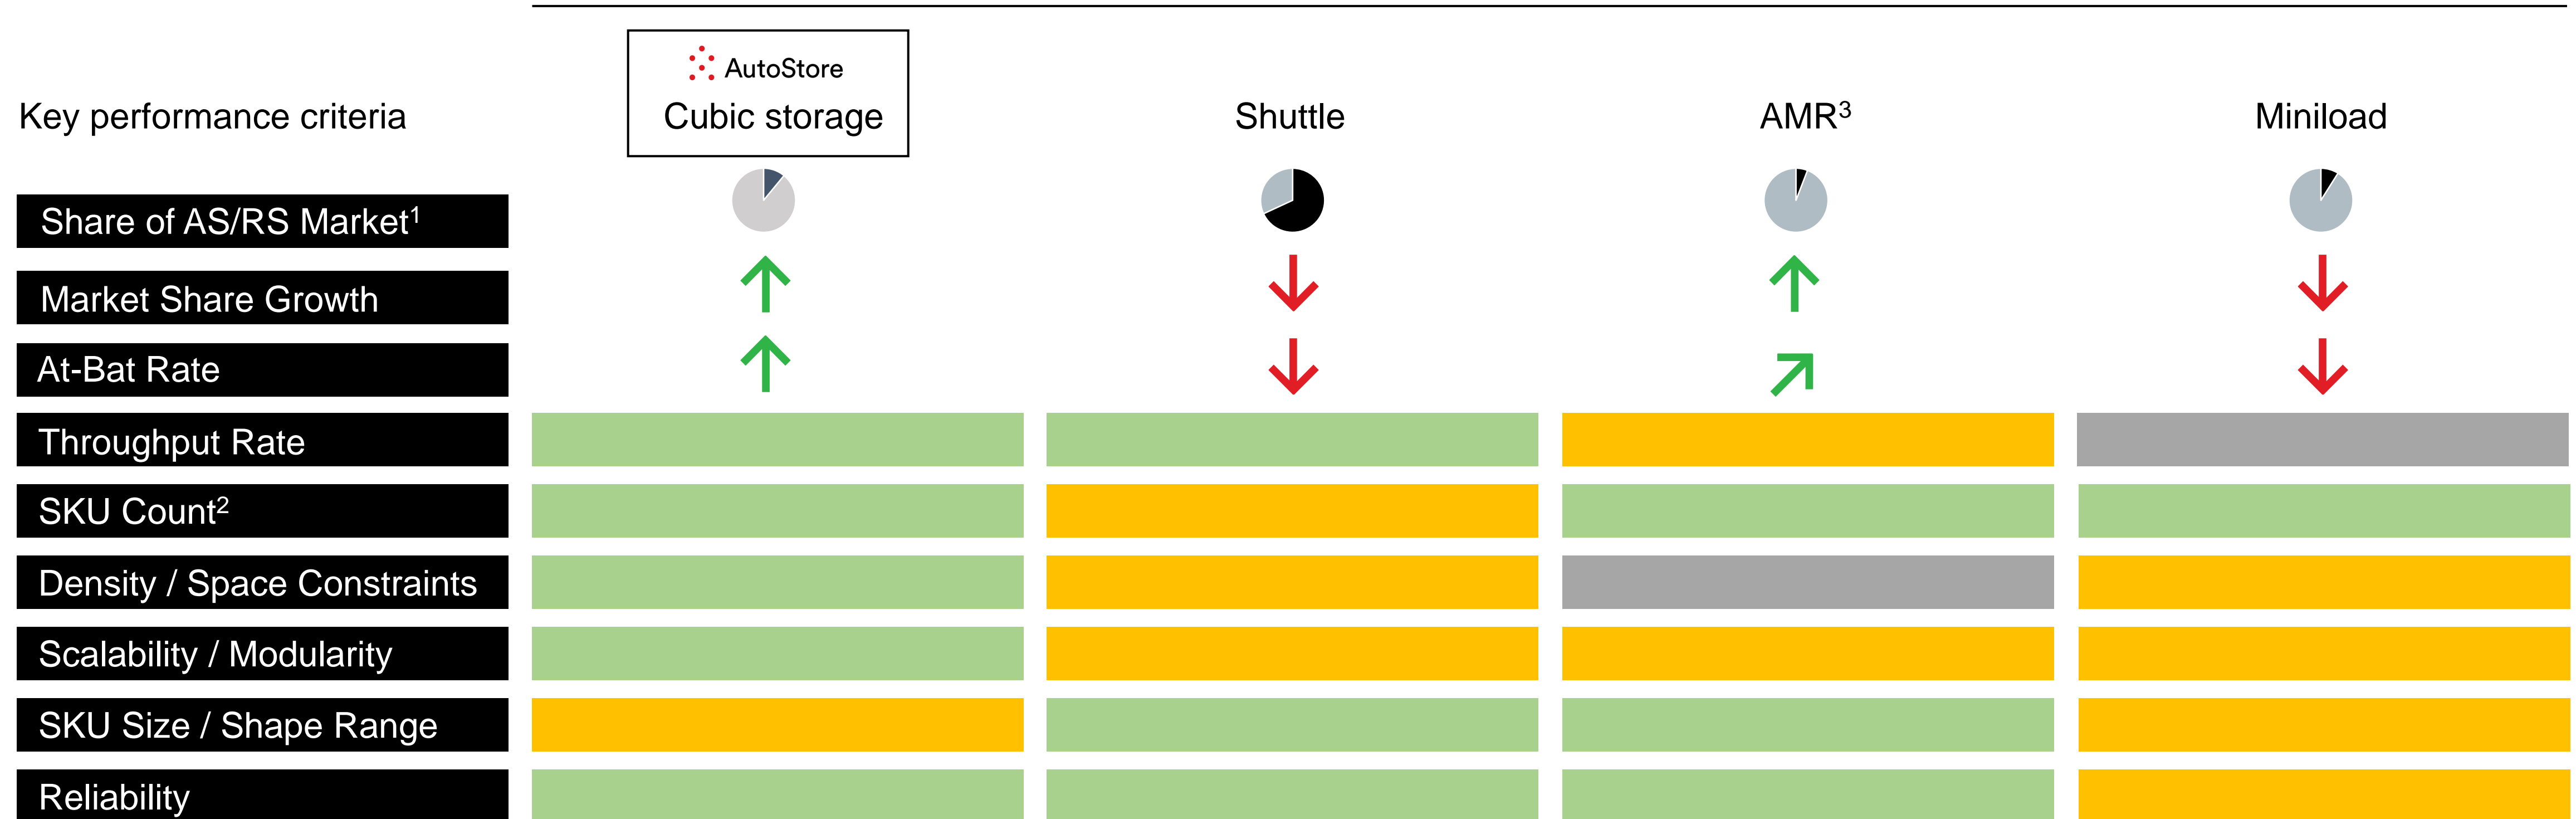 AutoStore
Key performance criteria
Cubic storage
Shuttle
AMR3
Miniload
Share of AS/RS Market1
Market Share Growth
At-Bat Rate
Throughput Rate
SKU Count2
Density / Space Constraints
Scalability / Modularity
SKU Size / Shape Range
Reliability